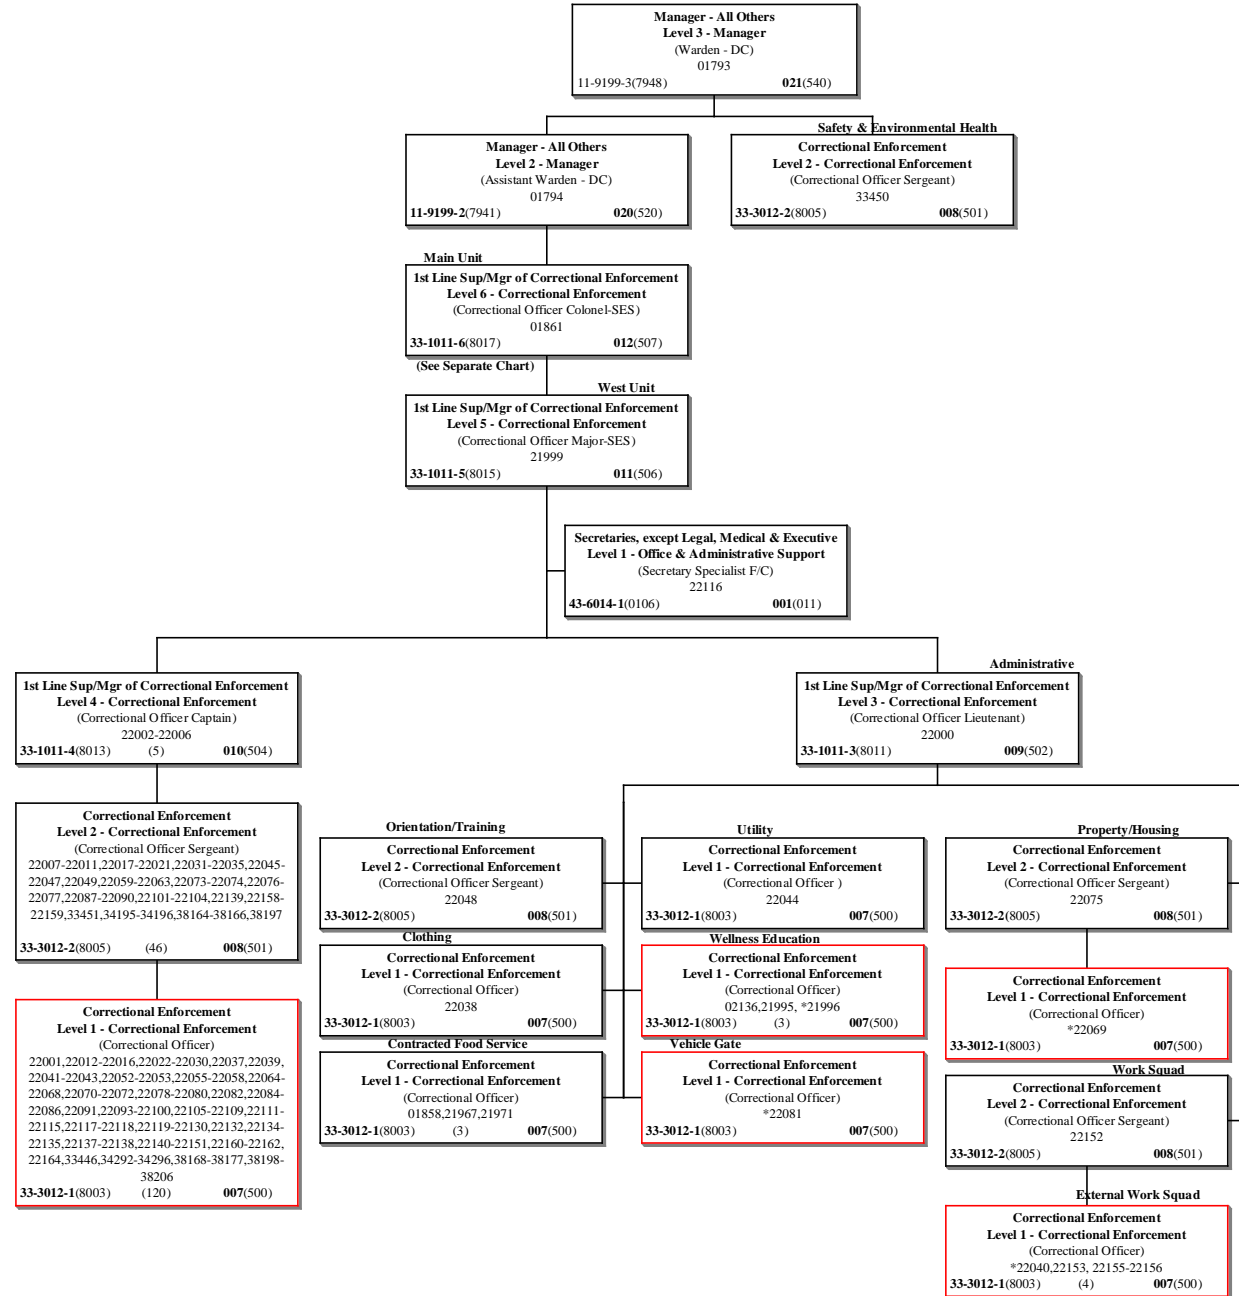 Manager - All Others
Level 3 - Manager
(Warden - DC)
01793
11-9199-3(7948) 021(540)
Safety & Environmental Health
Manager - All Others
Level 2 - Manager
(Assistant Warden - DC)
01794
11-9199-2(7941) 020(520)
Correctional Enforcement
Level 2 - Correctional Enforcement
(Correctional Officer Sergeant)
33450
33-3012-2(8005) 008(501)
Main Unit
1st Line Sup/Mgr of Correctional Enforcement
Level 6 - Correctional Enforcement
(Correctional Officer Colonel-SES)
01861
33-1011-6(8017) 012(507)
(See Separate Chart)
West Unit
1st Line Sup/Mgr of Correctional Enforcement
Level 5 - Correctional Enforcement
(Correctional Officer Major-SES)
21999
33-1011-5(8015) 011(506)
Secretaries, except Legal, Medical & Executive
Level 1 - Office & Administrative Support
(Secretary Specialist F/C)
22116
43-6014-1(0106) 001(011)
1st Line Sup/Mgr of Correctional Enforcement
Level 4 - Correctional Enforcement
(Correctional Officer Captain)
22002-22006
33-1011-4(8013) (5) 010(504)
Administrative
1st Line Sup/Mgr of Correctional Enforcement
Level 3 - Correctional Enforcement
(Correctional Officer Lieutenant)
22000
33-1011-3(8011) 009(502)
Correctional Enforcement
Level 2 - Correctional Enforcement
(Correctional Officer Sergeant)
22007-22011,22017-22021,22031-22035,22045-
22047,22049,22059-22063,22073-22074,22076-
22077,22087-22090,22101-22104,22139,22158-
22159,33451,34195-34196,38164-38166,38197
33-3012-2(8005) (46) 008(501)
Correctional Enforcement
Level 1 - Correctional Enforcement
(Correctional Officer)
22001,22012-22016,22022-22030,22037,22039,
22041-22043,22052-22053,22055-22058,22064-
22068,22070-22072,22078-22080,22082,22084-
22086,22091,22093-22100,22105-22109,22111-
22115,22117-22118,22119-22130,22132,22134-
22135,22137-22138,22140-22151,22160-22162,
22164,33446,34292-34296,38168-38177,38198-
38206
33-3012-1(8003) (120) 007(500)
Orientation/Training
Correctional Enforcement
Level 2 - Correctional Enforcement
(Correctional Officer Sergeant)
22048
33-3012-2(8005) 008(501)
Clothing
Correctional Enforcement
Level 1 - Correctional Enforcement
(Correctional Officer)
22038
33-3012-1(8003) 007(500)
Contracted Food Service
Correctional Enforcement
Level 1 - Correctional Enforcement
(Correctional Officer)
01858,21967,21971
33-3012-1(8003) (3) 007(500)
Utility
Correctional Enforcement
Level 1 - Correctional Enforcement
(Correctional Officer )
22044
33-3012-1(8003) 007(500)
Wellness Education
Correctional Enforcement
Level 1 - Correctional Enforcement
(Correctional Officer)
02136,21995, *21996
33-3012-1(8003) (3) 007(500)
Vehicle Gate
Correctional Enforcement
Level 1 - Correctional Enforcement
(Correctional Officer)
*22081
33-3012-1(8003) 007(500)
Property/Housing
Correctional Enforcement
Level 2 - Correctional Enforcement
(Correctional Officer Sergeant)
22075
33-3012-2(8005) 008(501)
Correctional Enforcement
Level 1 - Correctional Enforcement
(Correctional Officer)
*22069
33-3012-1(8003) 007(500)
Work Squad
Correctional Enforcement
Level 2 - Correctional Enforcement
(Correctional Officer Sergeant)
22152
33-3012-2(8005) 008(501)
External Work Squad
Correctional Enforcement
Level 1 - Correctional Enforcement
(Correctional Officer)
*22040,22153, 22155-22156
33-3012-1(8003) (4) 007(500)